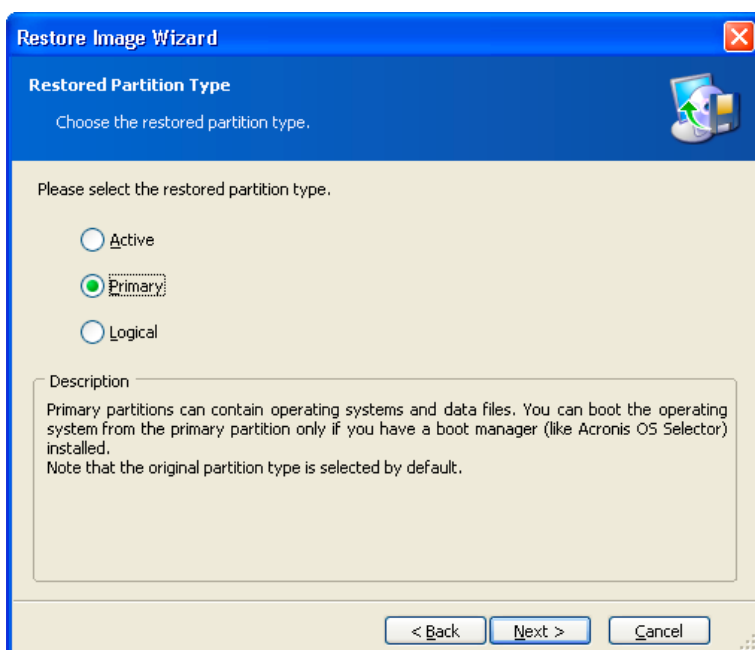 Restore Image Wizard
Restored Partition Type
Choose the restored partition type.
Please select the restored partition type.
Active
Primary
Logical
Description
Primary partitions can contain operating systems and data files. You can boot the operating
system from the primary partition only if you have a boot manager (like Acronis OS Selector)
installed.
Note that the original partition type is selected by default.
< Back Next > Cancel